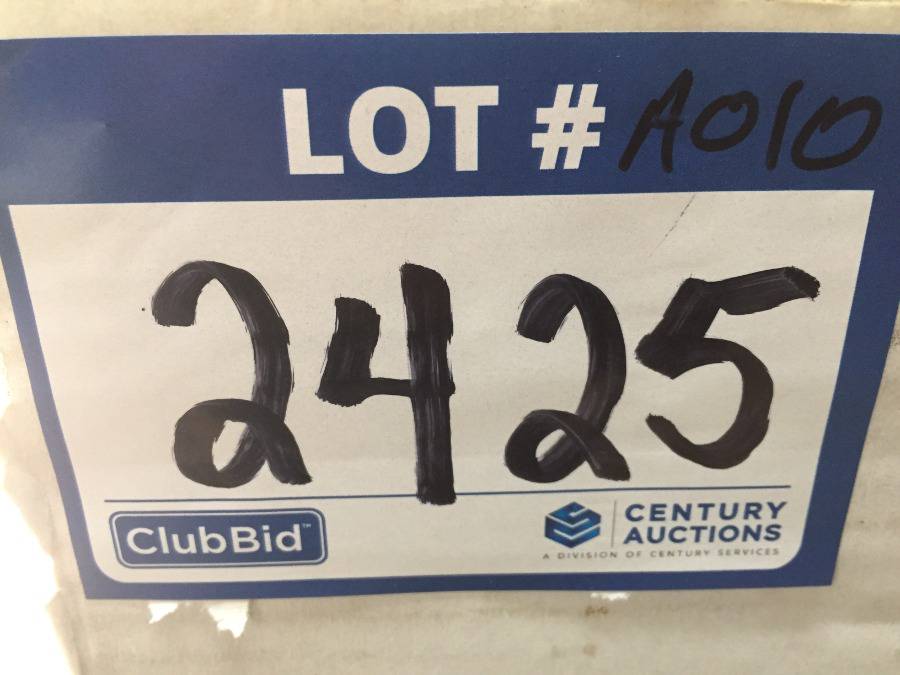 LOT # A010
2425
ClubBid™
CENTURY
AUCTIONS
A DIVISION OF CENTURY SERVICES